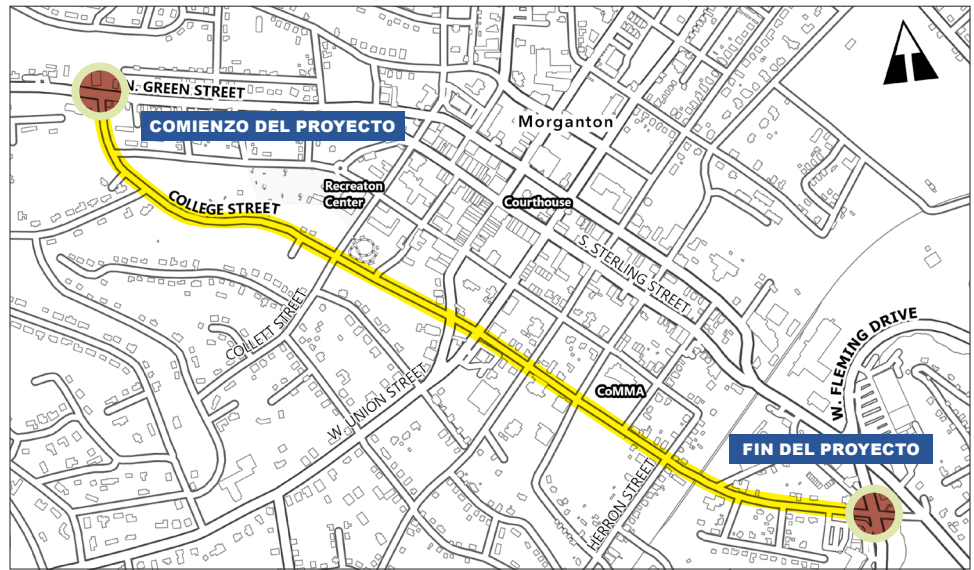 N. GREEN STREET
COMIENZO DEL PROYECTO
Morganton
Recreaton
Center
COLLEGE STREET
Courthouse
S. STERLING STREET
COLLETT STREET
W. FLEMING DRIVE
W. UNION STREET
CoMMA
FIN DEL PROYECTO
HERRON STREET